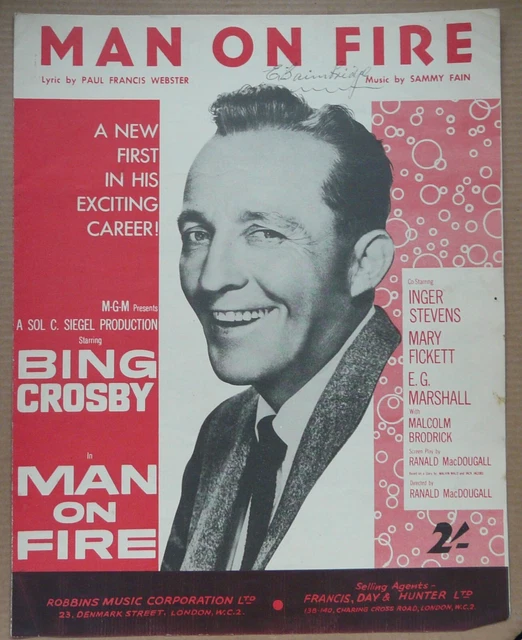 MAN ON FIRE
Lyric by PAUL FRANCIS WEBSTER
Music by SAMMY FAIN
A NEW
FIRST
IN HIS
EXCITING
CAREER!
M-G-M Presents
A SOL C. SIEGEL PRODUCTION
Starring
BING
CROSBY
in
MAN
ON
FIRE
Co-Starring
INGER
STEVENS
MARY
FICKETT
E. G.
MARSHALL
With
MALCOLM
BRODRICK
Screen Play by
RANALD MacDOUGALL
Directed by
RANALD MacDOUGALL
2/-
ROBBINS MUSIC CORPORATION LTD
23, DENMARK STREET, LONDON, W.C.2.
Selling Agents -
FRANCIS, DAY & HUNTER LTD
138-140, CHARING CROSS ROAD, LONDON, W.C.2.